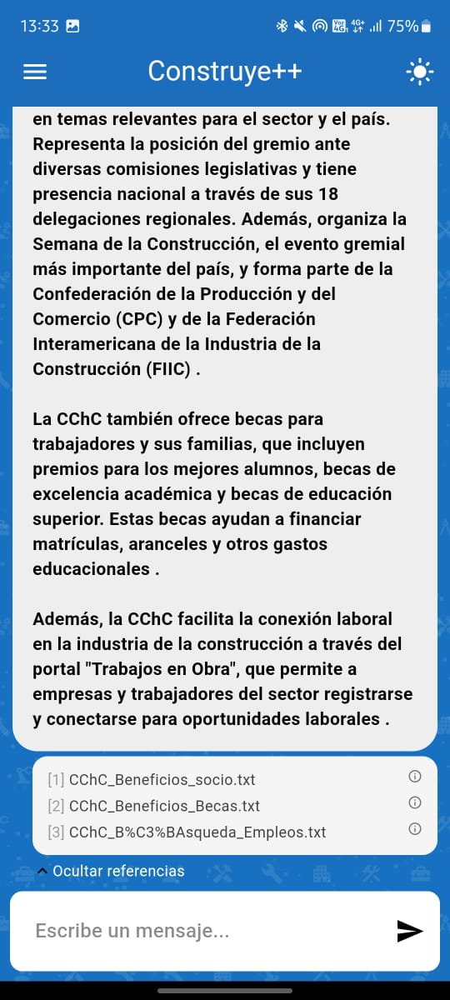 13:33
75%
Construye++
en temas relevantes para el sector y el país.
Representa la posición del gremio ante
diversas comisiones legislativas y tiene
presencia nacional a través de sus 18
delegaciones regionales. Además, organiza la
Semana de la Construcción, el evento gremial
más importante del país, y forma parte de la
Confederación de la Producción y del
Comercio (CPC) y de la Federación
Interamericana de la Industria de la
Construcción (FIIC) .
La CChC también ofrece becas para
trabajadores y sus familias, que incluyen
premios para los mejores alumnos, becas de
excelencia académica y becas de educación
superior. Estas becas ayudan a financiar
matrículas, aranceles y otros gastos
educacionales .
Además, la CChC facilita la conexión laboral
en la industria de la construcción a través del
portal "Trabajos en Obra", que permite a
empresas y trabajadores del sector registrarse
y conectarse para oportunidades laborales .
[1] CChC_Beneficios_socio.txt
[2] CChC_Beneficios_Becas.txt
[3] CChC_B%C3%BAsqueda_Empleos.txt
Ocultar referencias
Escribe un mensaje...